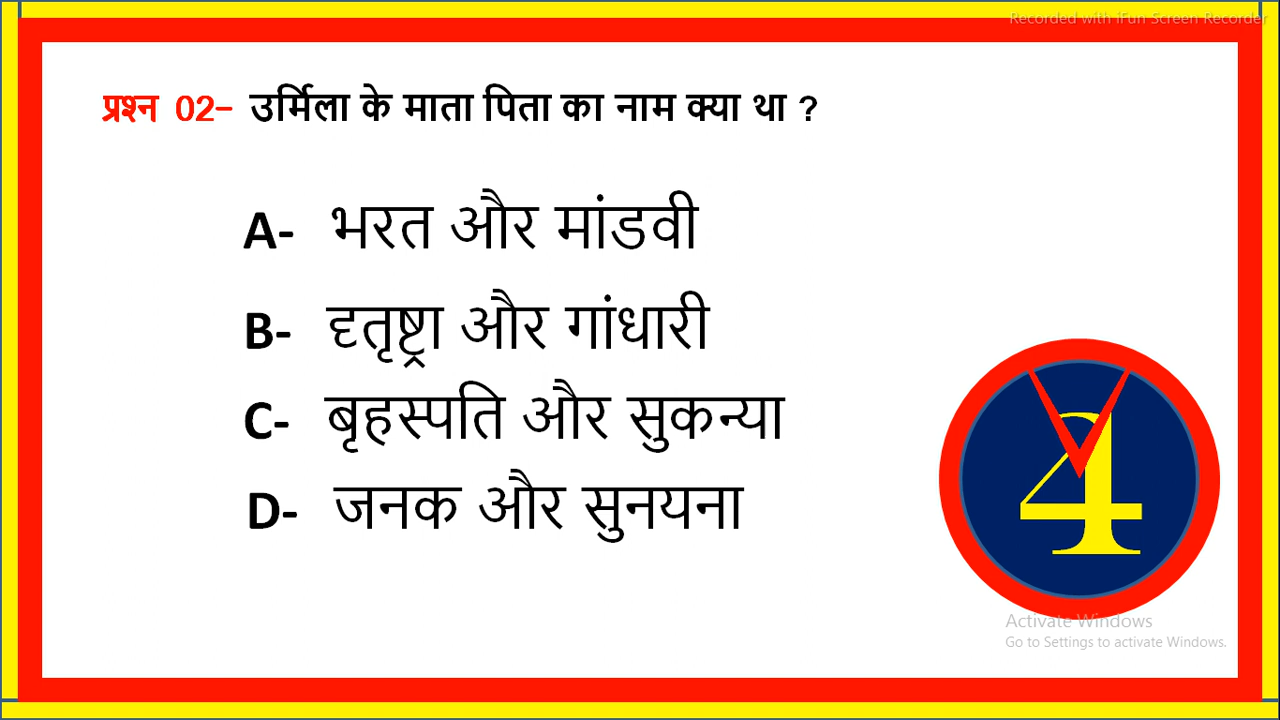 Recorded with iFun Screen Recorder
प्रश्न 02- उर्मिला के माता पिता का नाम क्या था ?
A- भरत और मांडवी
B- दृतृष्ट्रा और गांधारी
C- बृहस्पति और सुकन्या
D- जनक और सुनयना
4
Activate Windows
Go to Settings to activate Windows.